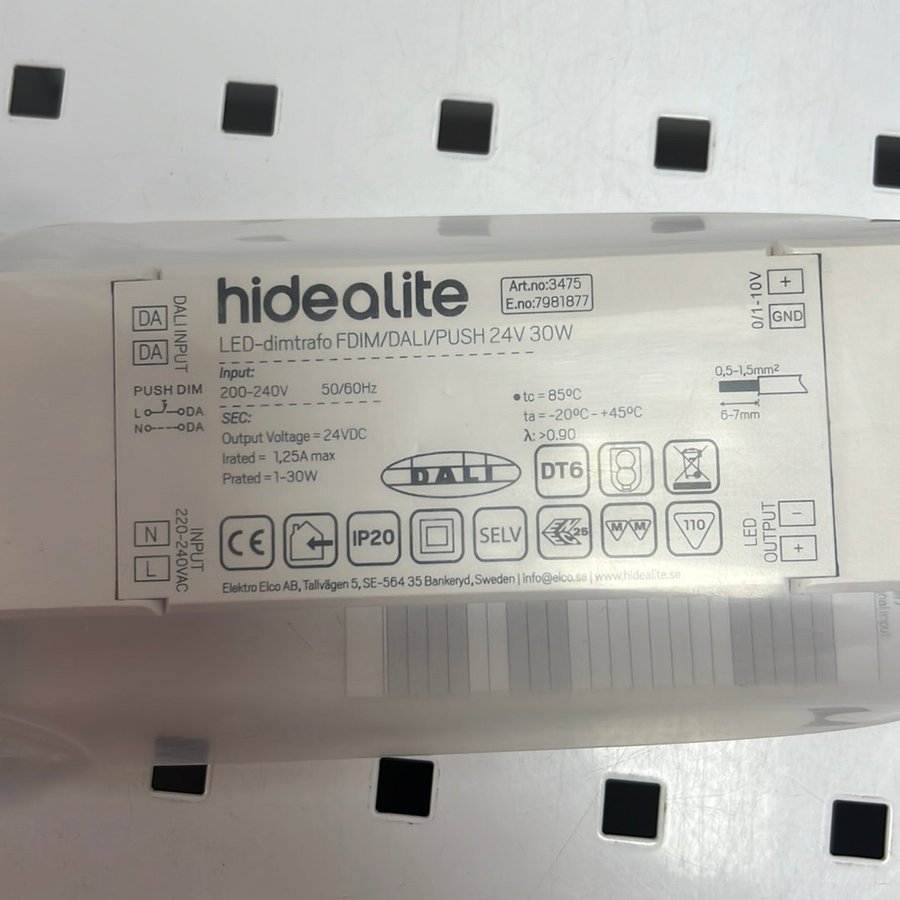 hidealite
Art.no:3475
E.no:7981877
LED-dimtrafo FDIM/DALI/PUSH 24V 30W
Input:
200-240V 50/60Hz
SEC:
Output Voltage = 24VDC
Irated = 1,25A max
Prated =1-30W
tc = 85ºC
ta = -20ºC- +45ºC
λ: >0.90
DALI
DT6
CE
IP20
SELV
25
MM
110
Elektro Elco AB, Tallvägen 5, SE-564 35 Bankeryd, Sweden | info@elco.se | www.hidealite.se
DA
DA
DALI INPUT
PUSH DIM
L DA
N DA
N
L
INPUT
220-240VAC
+
GND
0/1-10V
0,5-1,5mm²
6-7mm
LED
OUTPUT
-
+